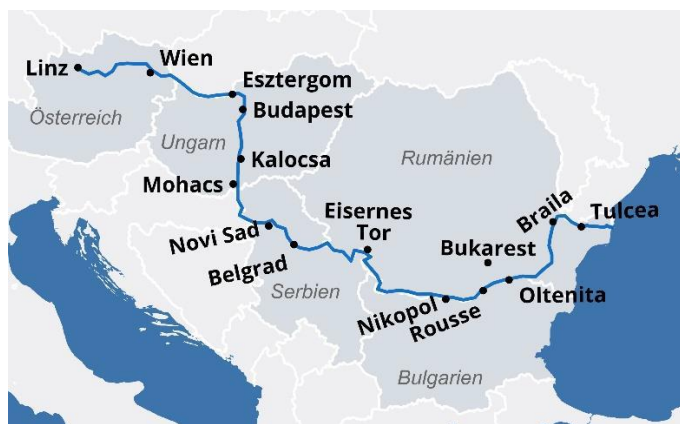 Linz
Wien
Österreich
Esztergom
Budapest
Ungarn
Kalocsa
Rumänien
Mohacs
Novi Sad
Belgrad
Eisernes
Tor
Serbien
Bukarest
Braila
Tulcea
Nikopol
Rousse
Oltenita
Bulgarien